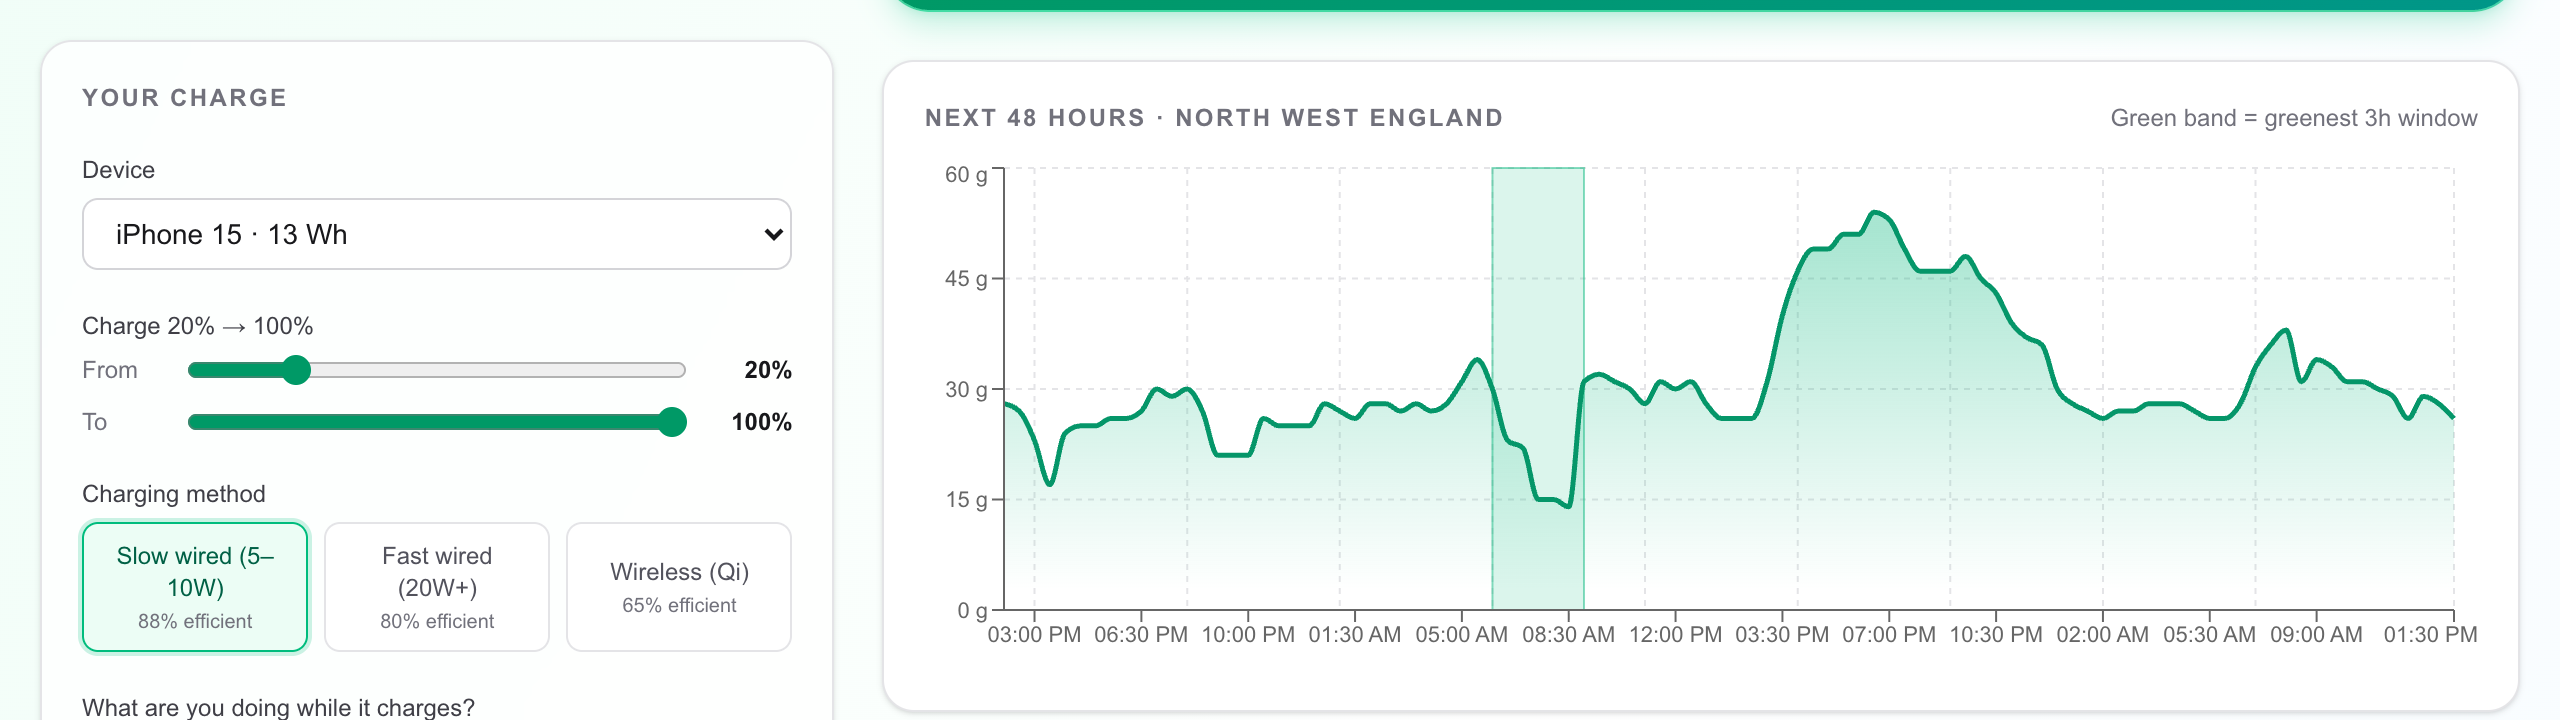 YOUR CHARGE
Device
iPhone 15 · 13 Wh
Charge 20% → 100%
From
20%
To
100%
Charging method
Slow wired (5–
10W)
88% efficient
Fast wired
(20W+)
80% efficient
Wireless (Qi)
65% efficient
What are you doing while it charges?
NEXT 48 HOURS · NORTH WEST ENGLAND
Green band = greenest 3h window
60 g
45 g
30 g
15 g
0 g
03:00 PM 06:30 PM 10:00 PM 01:30 AM 05:00 AM 08:30 AM 12:00 PM 03:30 PM 07:00 PM 10:30 PM 02:00 AM 05:30 AM 09:00 AM 01:30 PM